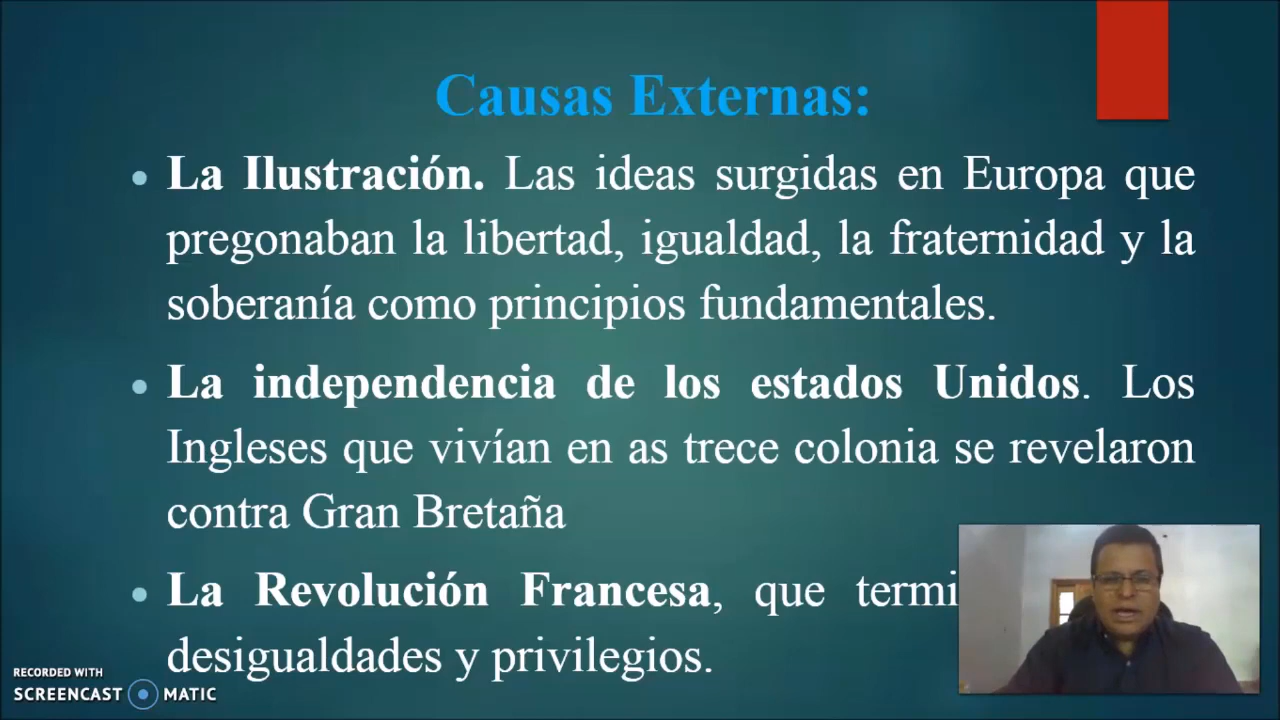 Causas Externas:
La Ilustración. Las ideas surgidas en Europa que
pregonaban la libertad, igualdad, la fraternidad y la
soberanía como principios fundamentales.
La independencia de los estados Unidos. Los
Ingleses que vivían en as trece colonia se revelaron
contra Gran Bretaña
La Revolución Francesa, que
desigualdades y privilegios.
RECORDED WITH
SCREENCAST MATIC